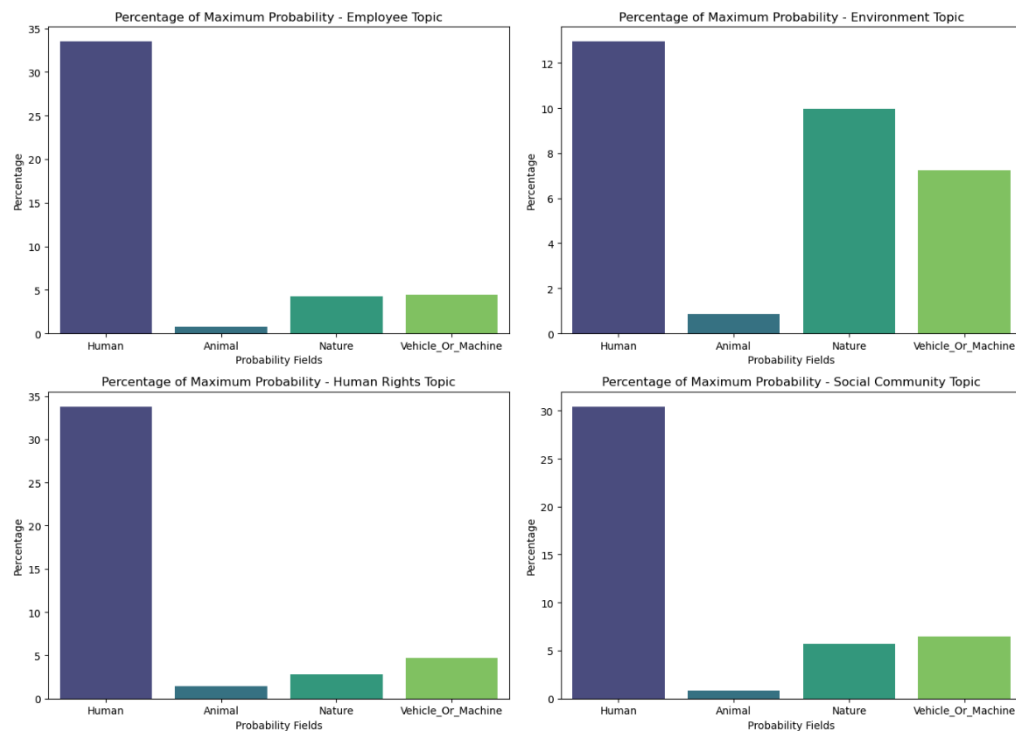 Percentage of Maximum Probability - Employee Topic
35
30
25
20
15
10
5
0
Percentage
Human Animal Nature Vehicle_Or_Machine
Probability Fields
Percentage of Maximum Probability - Environment Topic
12
10
8
6
4
2
0
Percentage
Human Animal Nature Vehicle_Or_Machine
Probability Fields
Percentage of Maximum Probability - Human Rights Topic
35
30
25
20
15
10
5
0
Percentage
Human Animal Nature Vehicle_Or_Machine
Probability Fields
Percentage of Maximum Probability - Social Community Topic
30
25
20
15
10
5
0
Percentage
Human Animal Nature Vehicle_Or_Machine
Probability Fields